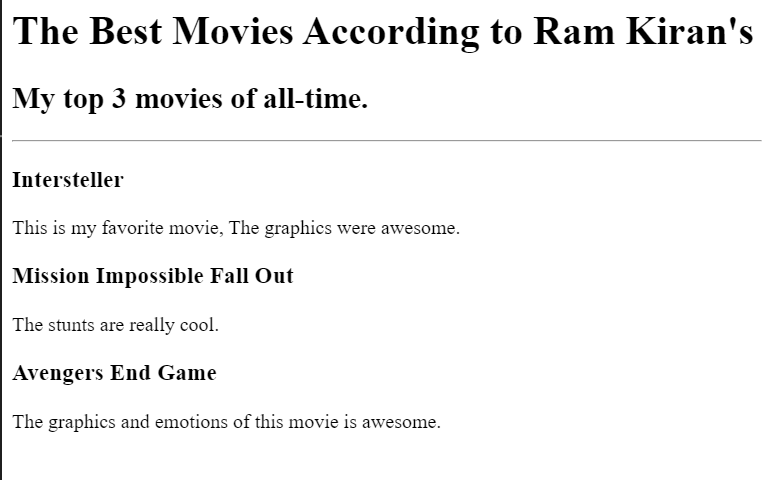 The Best Movies According to Ram Kiran's
My top 3 movies of all-time.
Intersteller
This is my favorite movie, The graphics were awesome.
Mission Impossible Fall Out
The stunts are really cool.
Avengers End Game
The graphics and emotions of this movie is awesome.